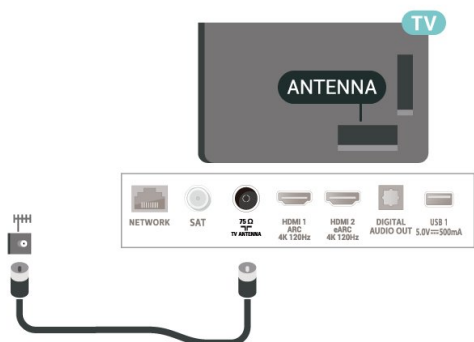 TV
ANTENNA
NETWORK
SAT
75 Ω
TV ANTENNA
HDMI 1
ARC
4K 120Hz
HDMI 2
eARC
4K 120Hz
DIGITAL
AUDIO OUT
USB 1
5.0V⎓500mA